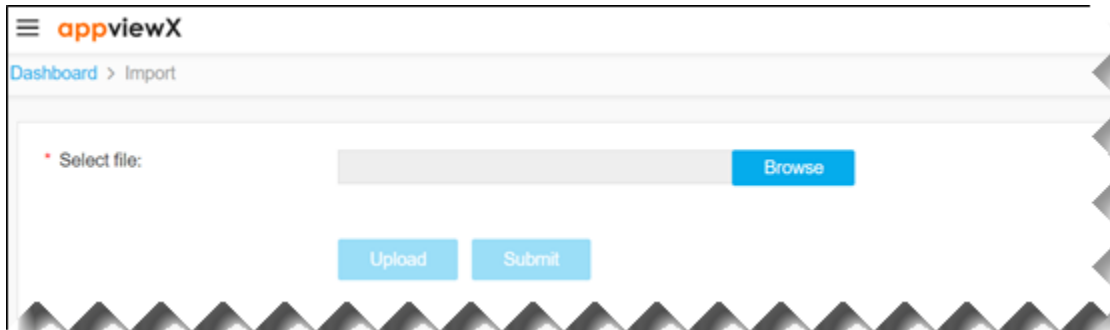 appviewX
Dashboard > Import
* Select file:
Browse
Upload Submit